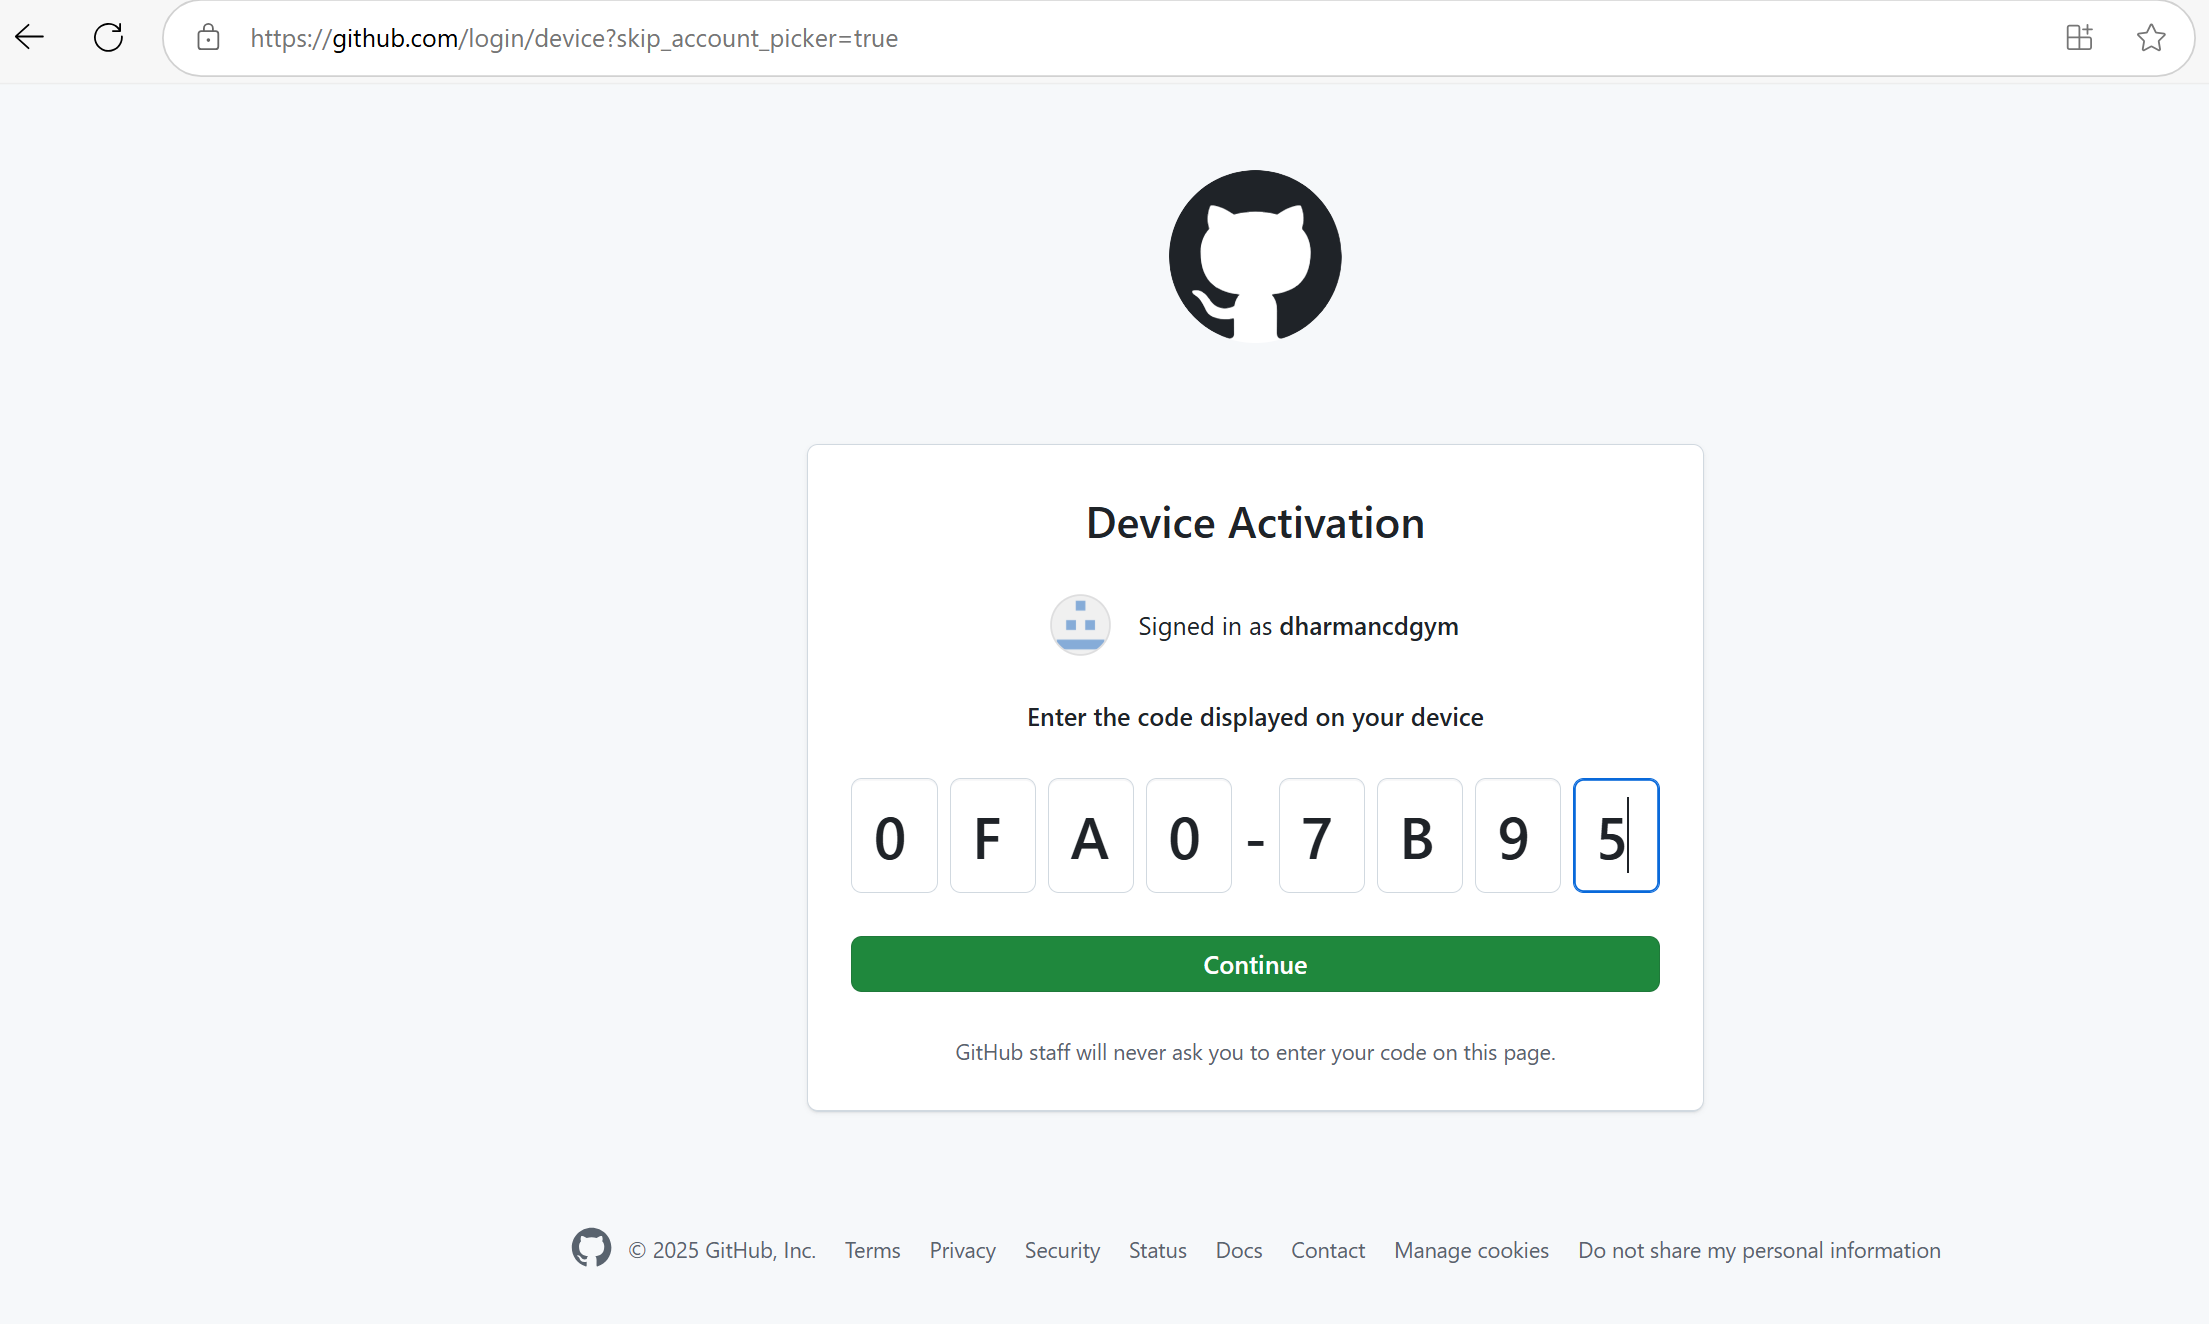 https://github.com/login/device?skip_account_picker=true
Device Activation
Signed in as dharmancdgym
Enter the code displayed on your device
0 F A 0 - 7 B 9 5
Continue
GitHub staff will never ask you to enter your code on this page.
© 2025 GitHub, Inc. Terms Privacy Security Status Docs Contact Manage cookies Do not share my personal information